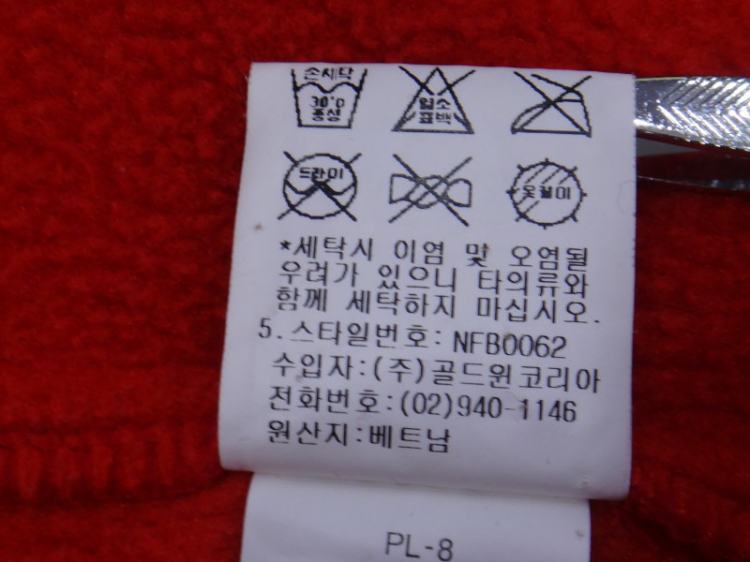 손세탁
30°C
중성
염소
표백
드라이
옷걸이
*세탁시 이염 및 오염될
우려가 있으니 타의류와
함께 세탁하지 마십시오.
5.스타일번호: NFB0062
수입자:(주)골드윈코리아
전화번호:(02)940-1146
원산지:베트남
PL-8